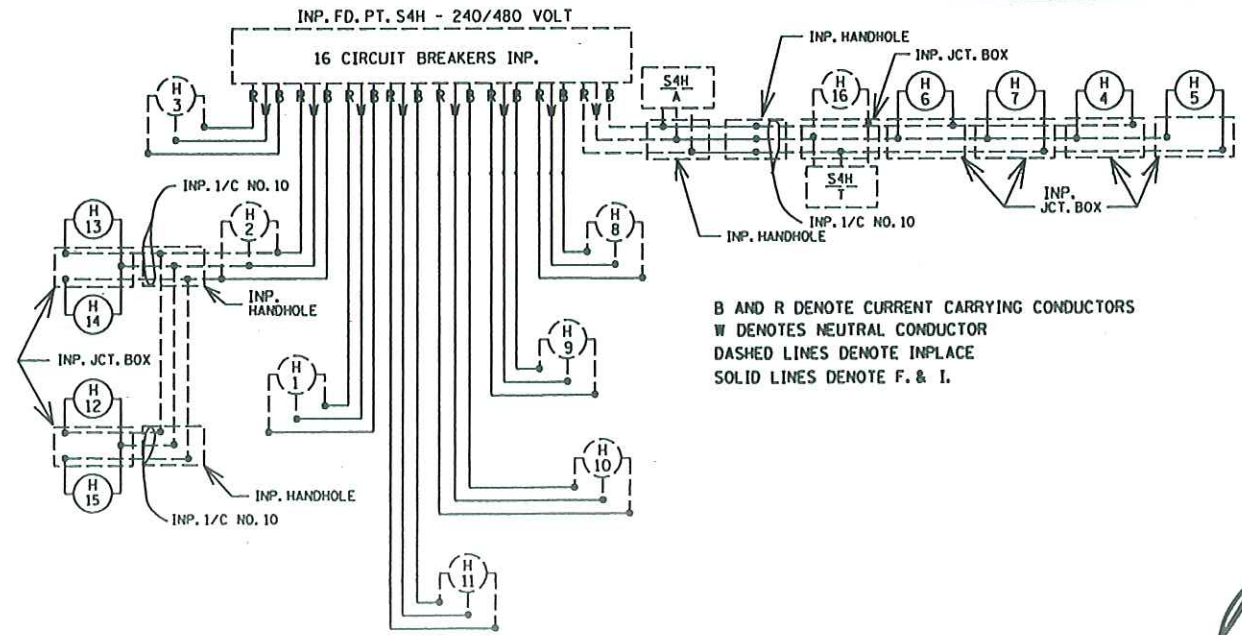 INP. FD. PT. S4H - 240/480 VOLT
16 CIRCUIT BREAKERS INP.
R W B R W B R W B R W B R W B R W B R W B R W B
H
3
S4H
A
INP. HANDHOLE
INP. JCT. BOX
H
16
H
6
H
7
H
4
H
5
S4H
T
INP.
JCT. BOX
INP. 1/C NO. 10
INP. HANDHOLE
INP. 1/C NO. 10
H
13
H
2
H
8
H
14
INP.
HANDHOLE
INP. JCT. BOX
H
12
H
1
H
9
B AND R DENOTE CURRENT CARRYING CONDUCTORS
W DENOTES NEUTRAL CONDUCTOR
DASHED LINES DENOTE INPLACE
SOLID LINES DENOTE F. & I.
H
15
INP. HANDHOLE
INP. 1/C NO. 10
H
10
H
11